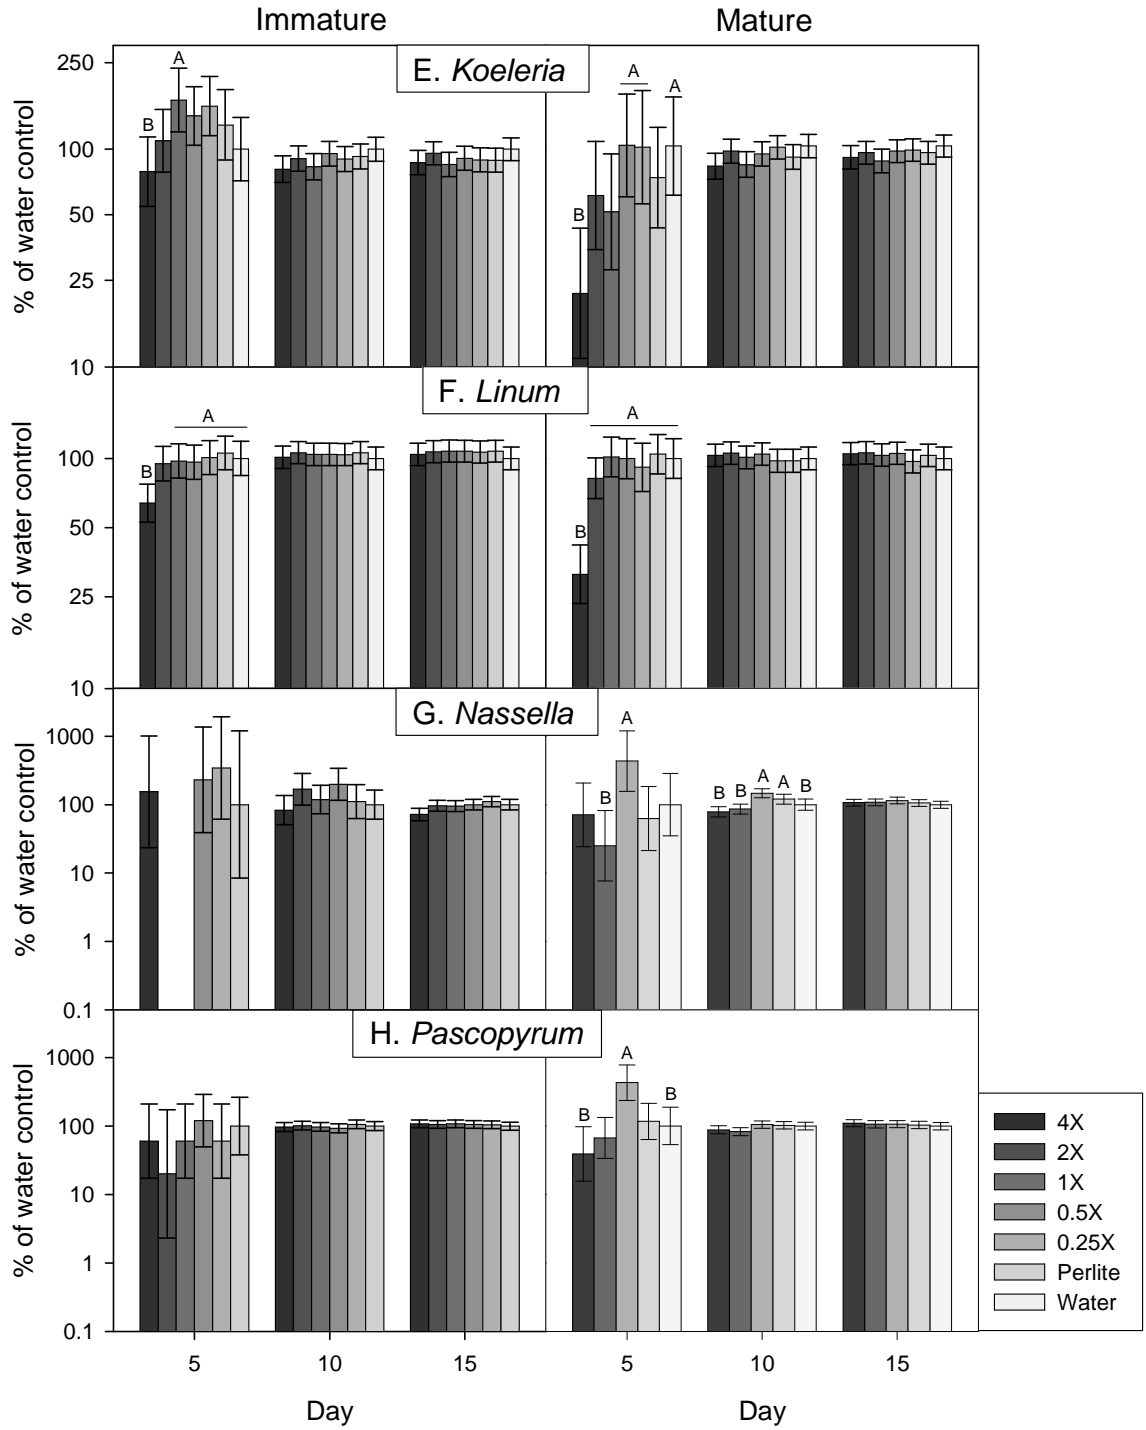 Immature Mature
E. Koeleria
% of water control
250
100
50
25
10
B
A
B
A
A
F. Linum
% of water control
100
50
25
10
B
A
B
A
G. Nassella
% of water control
1000
100
10
1
0.1
B
A
B
B
A
A
B
H. Pascopyrum
% of water control
1000
100
10
1
0.1
B
A
B
4X
2X
1X
0.5X
0.25X
Perlite
Water
5 10 15 5 10 15
Day Day